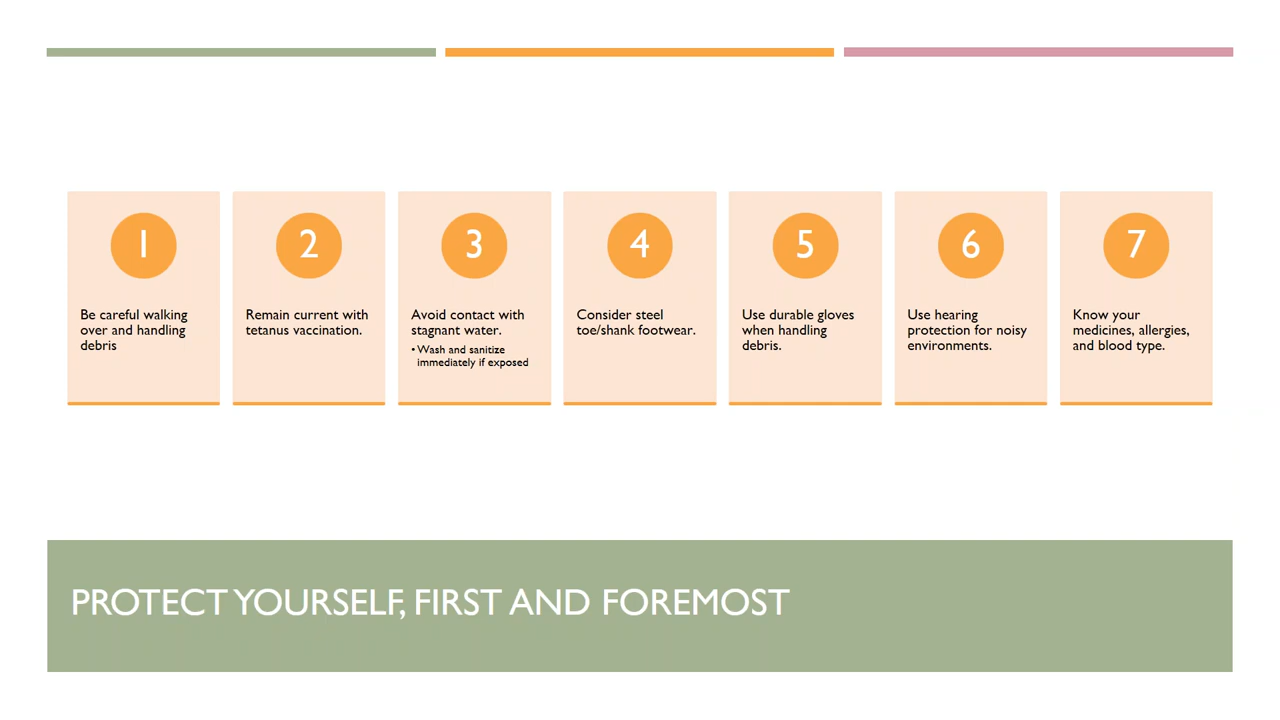 1
Be careful walking
over and handling
debris
2
Remain current with
tetanus vaccination.
3
Avoid contact with
stagnant water.
• Wash and sanitize
immediately if exposed
4
Consider steel
toe/shank footwear.
5
Use durable gloves
when handling
debris.
6
Use hearing
protection for noisy
environments.
7
Know your
medicines, allergies,
and blood type.
PROTECT YOURSELF, FIRST AND FOREMOST